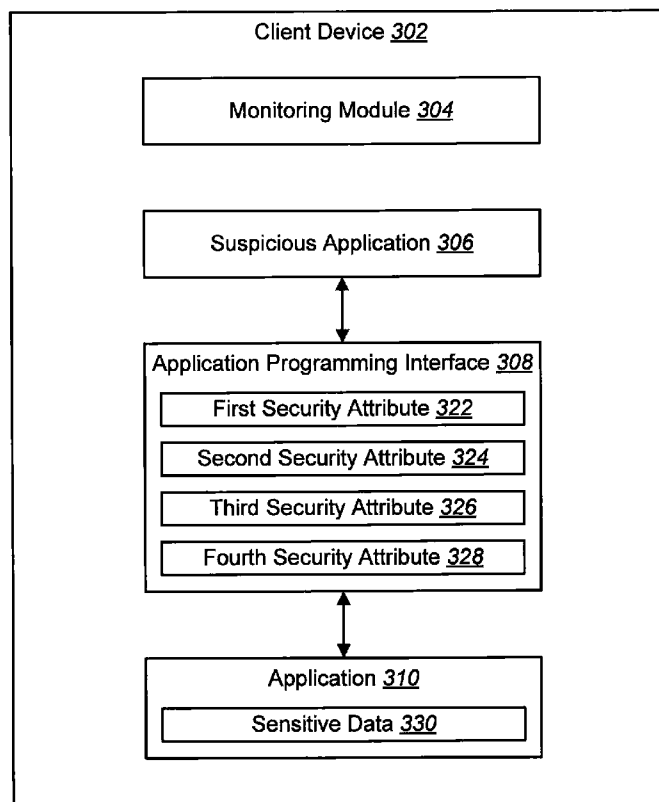 Client Device 302
Monitoring Module 304
Suspicious Application 306
Application Programming Interface 308
First Security Attribute 322
Second Security Attribute 324
Third Security Attribute 326
Fourth Security Attribute 328
Application 310
Sensitive Data 330